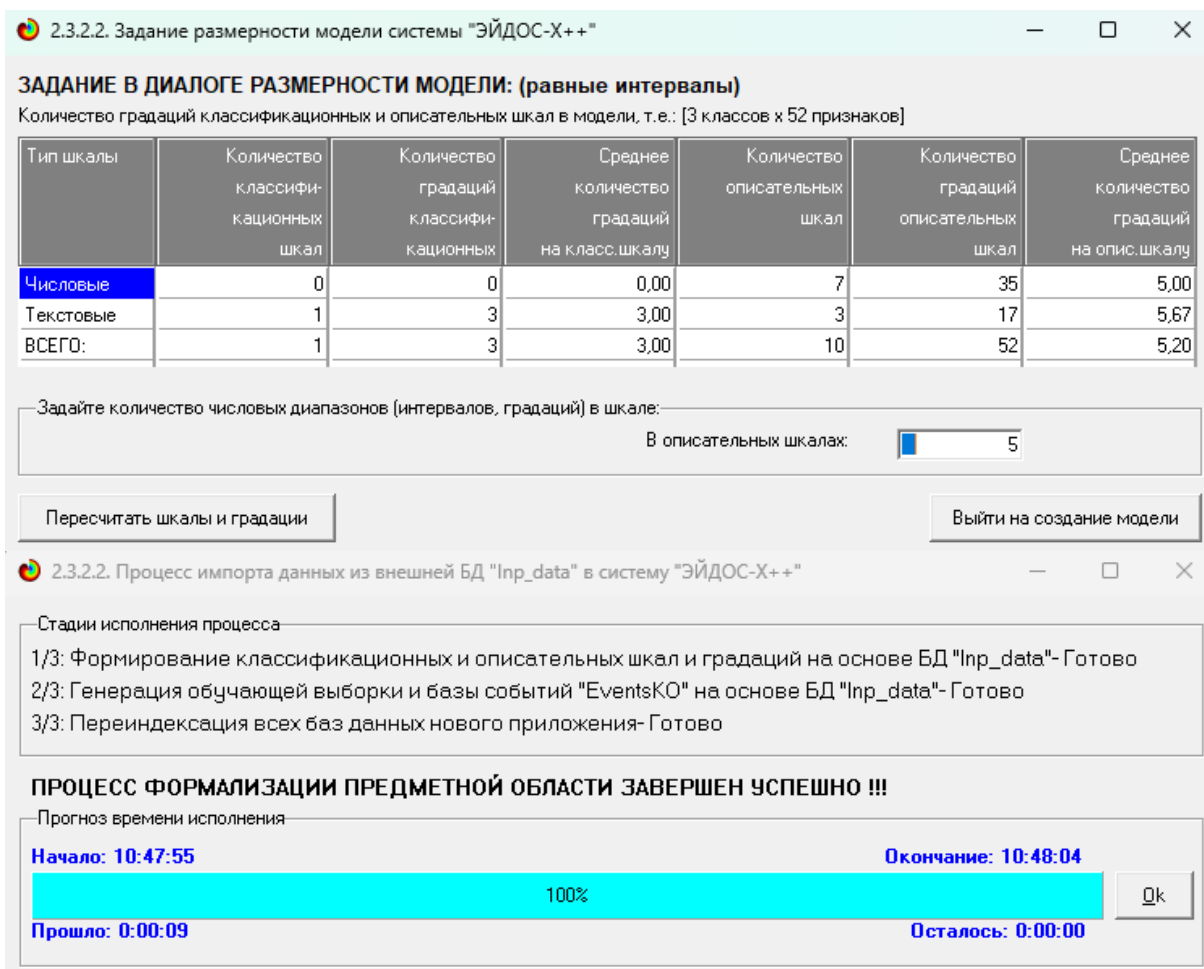 2.3.2.2. Задание размерности модели системы "ЭЙДОС-X++"
ЗАДАНИЕ В ДИАЛОГЕ РАЗМЕРНОСТИ МОДЕЛИ: (равные интервалы)
Количество градаций классификационных и описательных шкал в модели, т.е.: [3 классов x 52 признаков]
Тип шкалы Количество Количество Среднее Количество Количество Среднее
классифи- градаций количество описательных градаций количество
кационных классифи- градаций шкал описательных градаций
шкал кационных на класс.шкалу шкал на опис.шкалу
Числовые 0 0 0,00 7 35 5,00
Текстовые 1 3 3,00 3 17 5,67
ВСЕГО: 1 3 3,00 10 52 5,20
Задайте количество числовых диапазонов (интервалов, градаций) в шкале:
В описательных шкалах: 5
Пересчитать шкалы и градации Выйти на создание модели
2.3.2.2. Процесс импорта данных из внешней БД "Inp_data" в систему "ЭЙДОС-X++"
Стадии исполнения процесса
1/3: Формирование классификационных и описательных шкал и градаций на основе БД "Inp_data"- Готово
2/3: Генерация обучающей выборки и базы событий "EventsKO" на основе БД "Inp_data"- Готово
3/3: Переиндексация всех баз данных нового приложения- Готово
ПРОЦЕСС ФОРМАЛИЗАЦИИ ПРЕДМЕТНОЙ ОБЛАСТИ ЗАВЕРШЕН УСПЕШНО !!!
Прогноз времени исполнения
Начало: 10:47:55 Окончание: 10:48:04
100% Ok
Прошло: 0:00:09 Осталось: 0:00:00